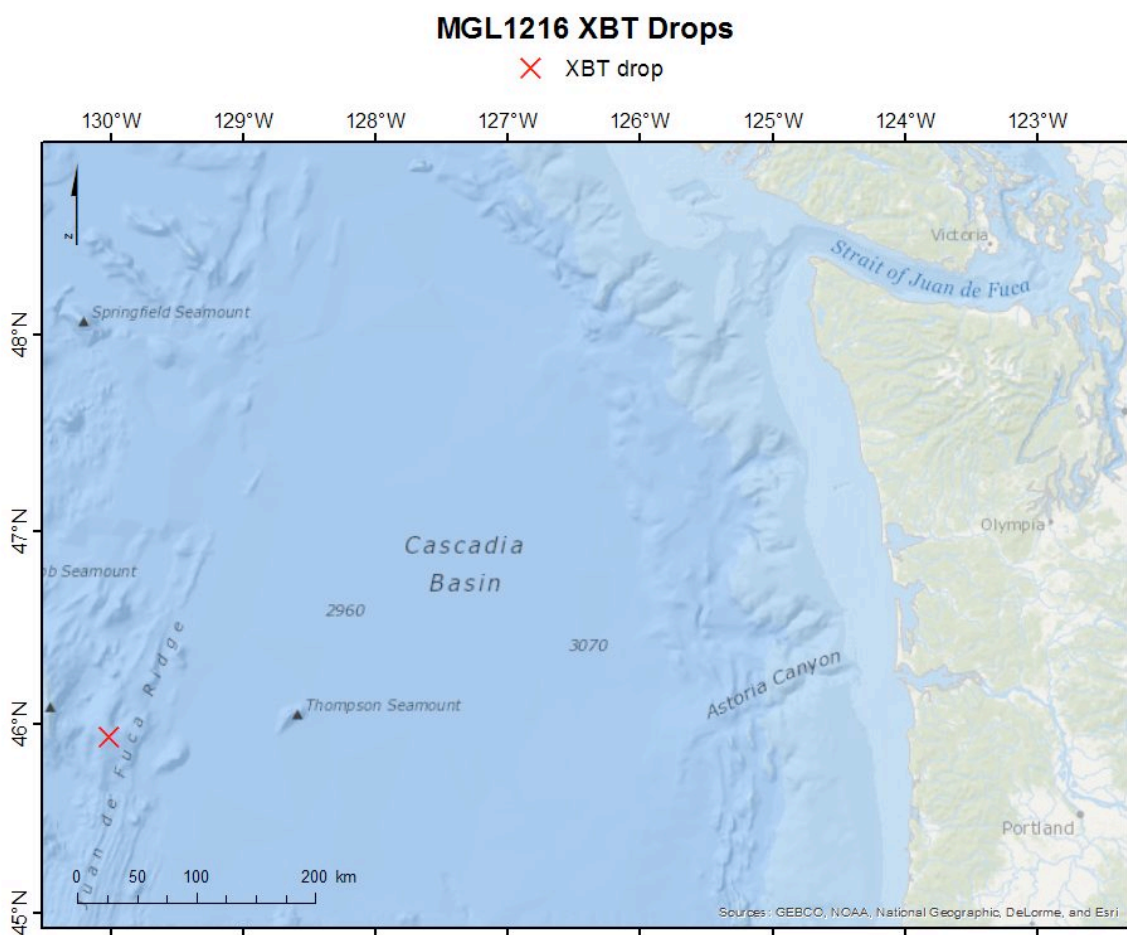 MGL1216 XBT Drops
XBT drop
130°W 129°W 128°W 127°W 126°W 125°W 124°W 123°W
z
Victoria
Strait of Juan de Fuca
Springfield Seamount
48°N
47°N
Olympia
Cascadia
Basin
bb Seamount
2960
3070
Astoria Canyon
Thompson Seamount
46°N
Juan de Fuca Ridge
Portland
0 50 100 200 km
45°N
Sources: GEBCO, NOAA, National Geographic, DeLorme, and Esri